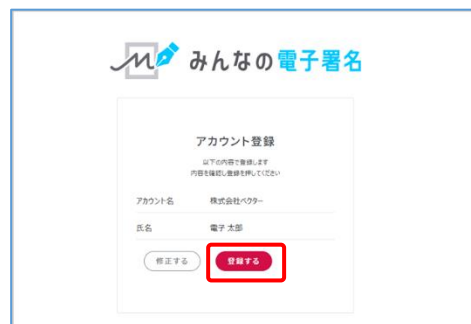 みんなの電子署名
アカウント登録
以下の内容で登録します
内容を確認し登録を押してください
アカウント名 株式会社ベクター
氏名 電子 太郎
修正する 登録する